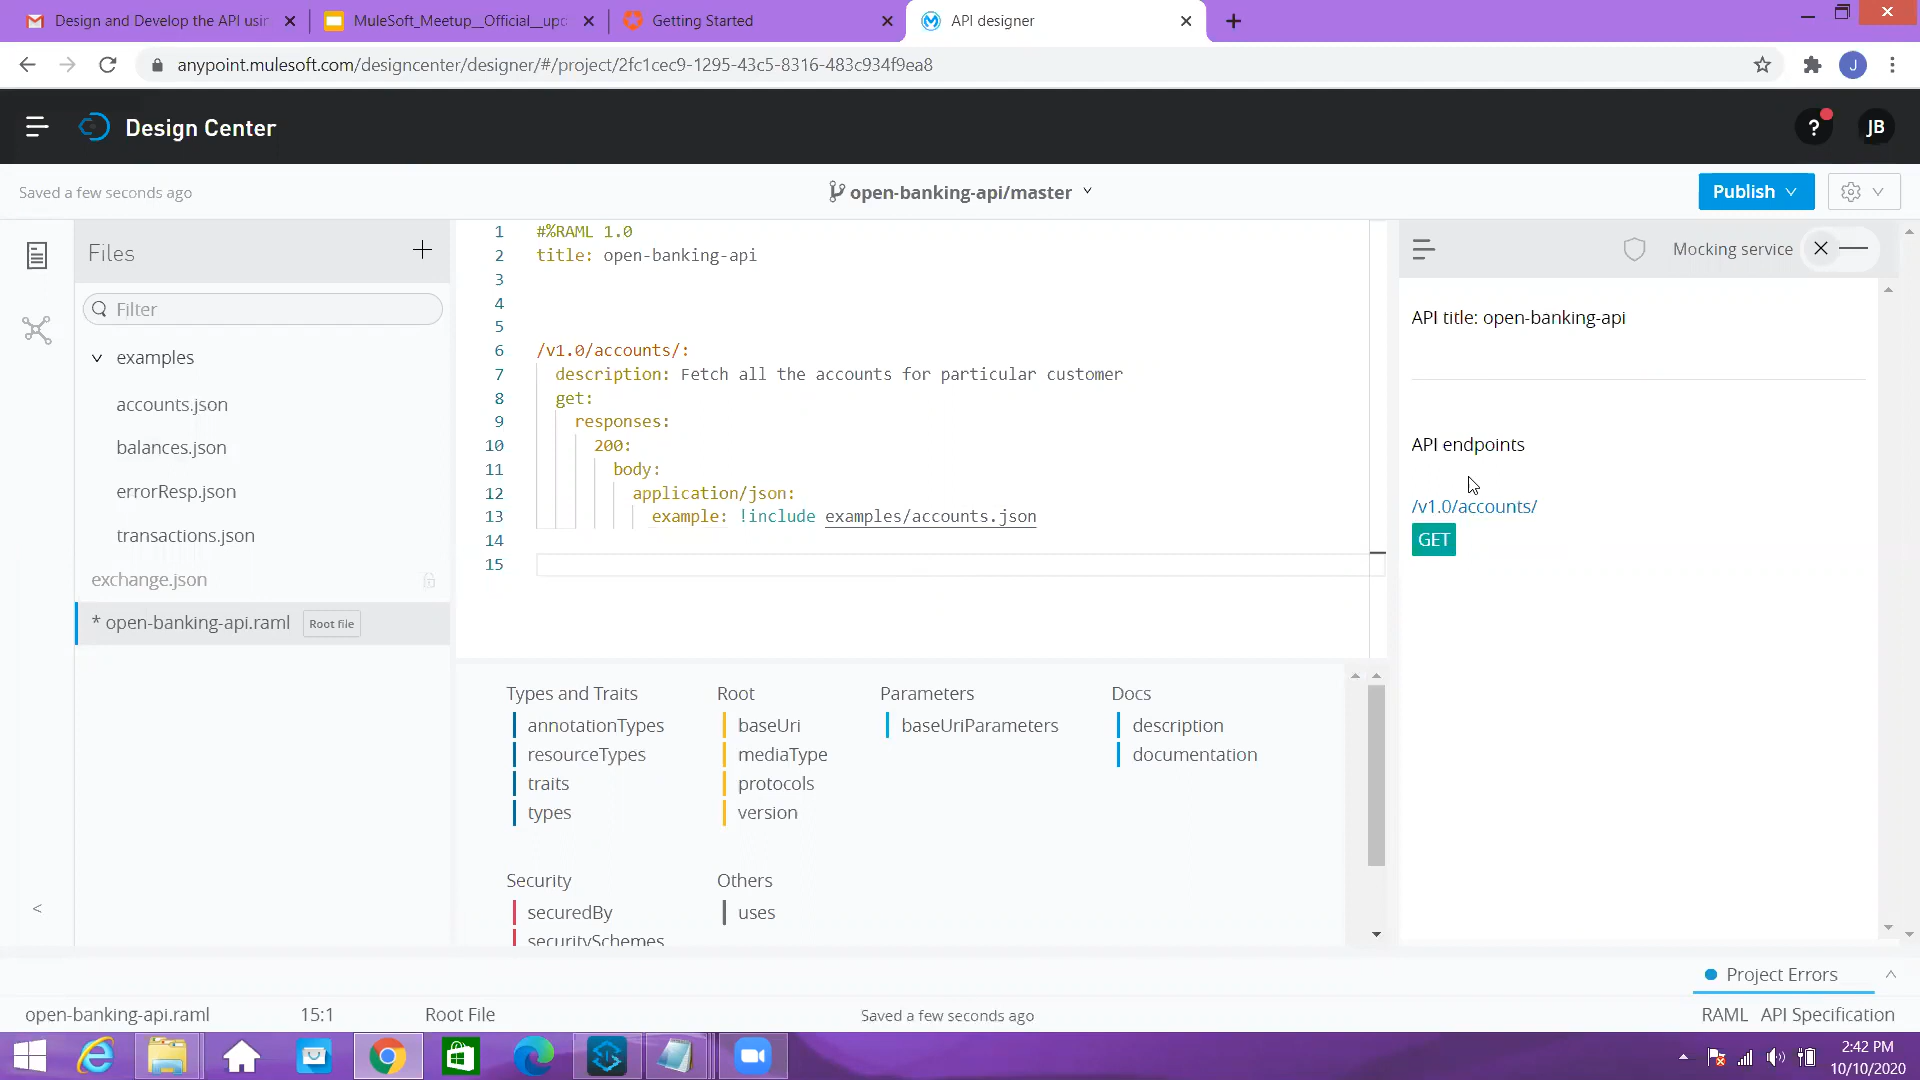 Design and Develop the API usin
MuleSoft_Meetup__Official__upd
Getting Started
API designer
anypoint.mulesoft.com/designcenter/designer/#/project/2fc1cec9-1295-43c5-8316-483c934f9ea8
J
Design Center
?
JB
Saved a few seconds ago
open-banking-api/master
Publish
Files
Filter
examples
accounts.json
balances.json
errorResp.json
transactions.json
exchange.json
* open-banking-api.raml
Root file
1 #%RAML 1.0
2 title: open-banking-api
3
4
5
6 /v1.0/accounts/:
7 description: Fetch all the accounts for particular customer
8 get:
9 responses:
10 200:
11 body:
12 application/json:
13 example: !include examples/accounts.json
14
15
Mocking service
API title: open-banking-api
API endpoints
/v1.0/accounts/
GET
Types and Traits
annotationTypes
resourceTypes
traits
types
Root
baseUri
mediaType
protocols
version
Parameters
baseUriParameters
Docs
description
documentation
Security
securedBy
securitySchemes
Others
uses
Project Errors
open-banking-api.raml
15:1
Root File
Saved a few seconds ago
RAML API Specification
2:42 PM
10/10/2020